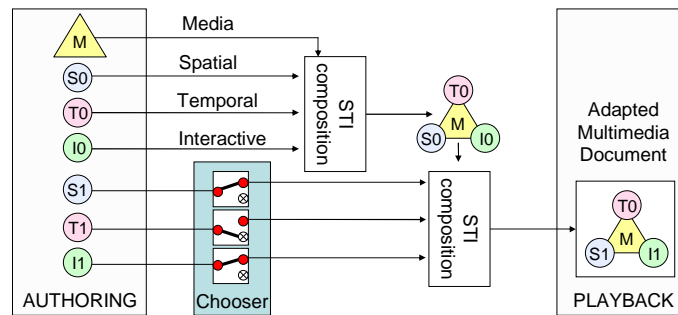 M
Media
S0
Spatial
T0
Temporal
I0
Interactive
S1
T1
I1
AUTHORING
Chooser
STI
composition
T0
M
S0
I0
STI
composition
Adapted
Multimedia
Document
T0
M
S1
I1
PLAYBACK